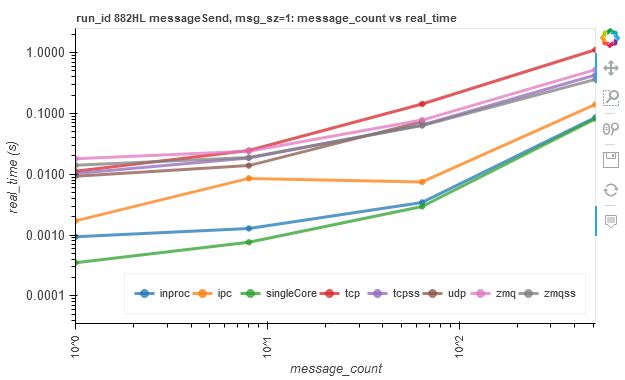 run_id 882HL messageSend, msg_sz=1: message_count vs real_time
real_time (s)
1.0000
0.1000
0.0100
0.0010
0.0001
inproc ipc singleCore tcp tcpss udp zmq zmqss
10^0 10^1 10^2
message_count